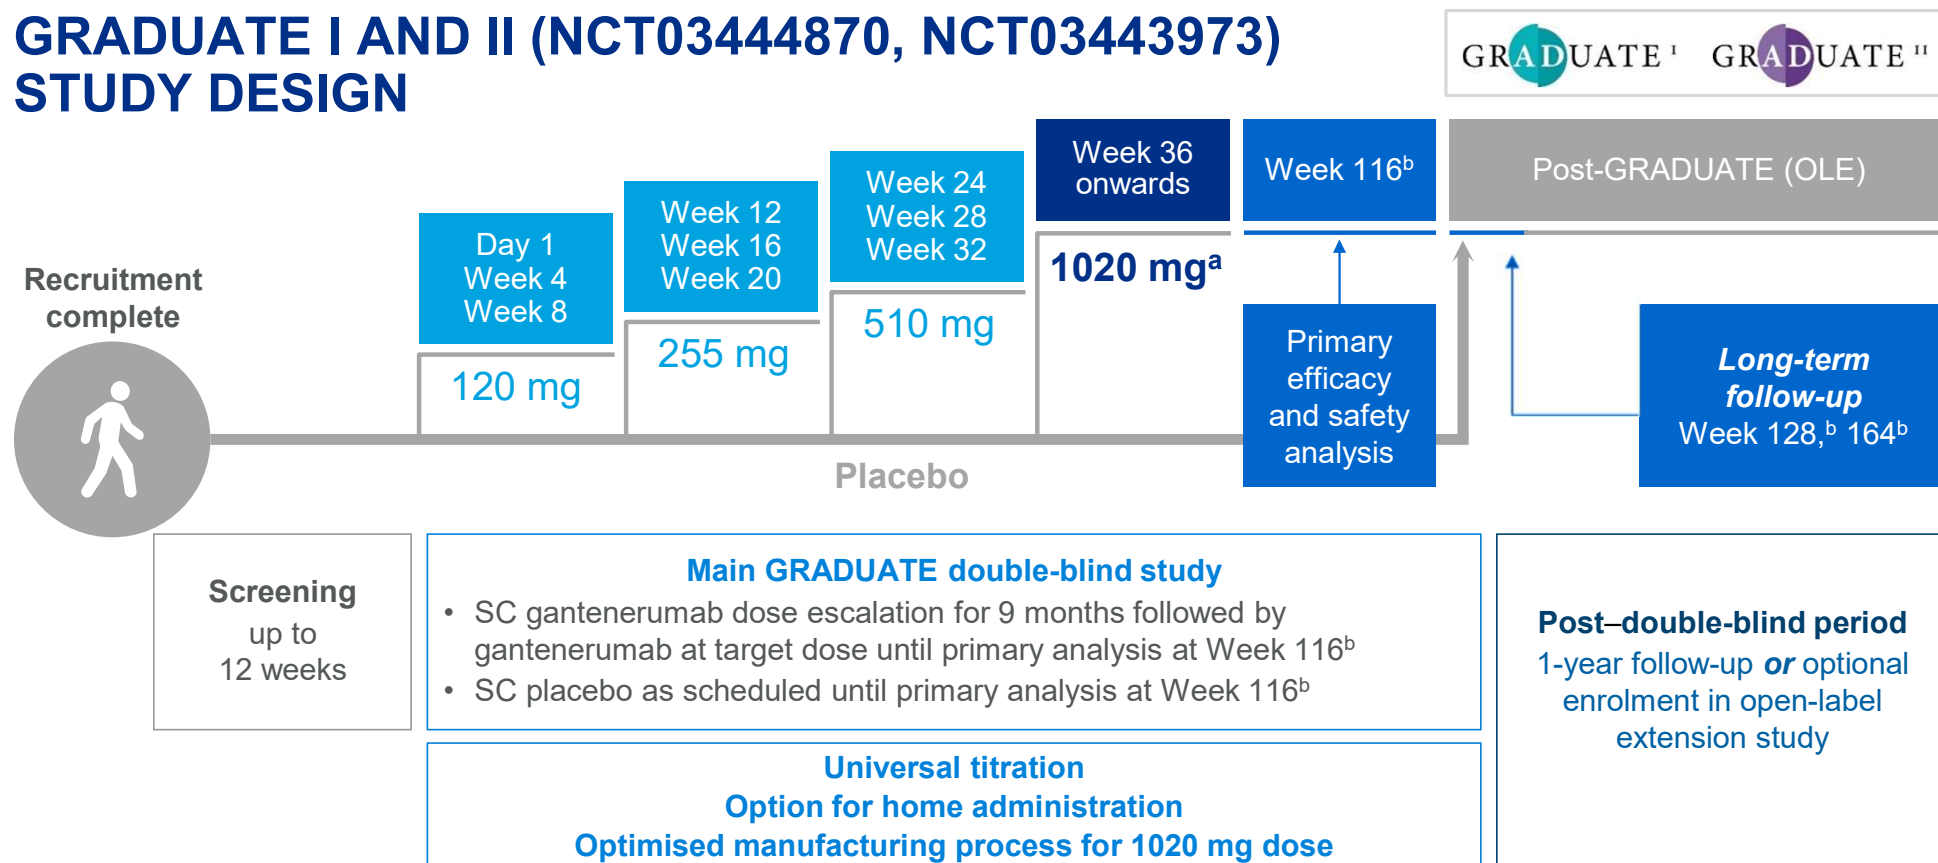 GRADUATE I AND II (NCT03444870, NCT03443973)
STUDY DESIGN
GRADUATE I GRADUATE II
Recruitment
complete
Day 1
Week 4
Week 8
120 mg
Week 12
Week 16
Week 20
255 mg
Week 24
Week 28
Week 32
510 mg
Week 36
onwards
1020 mgᵃ
Week 116ᵇ
Post-GRADUATE (OLE)
Primary
efficacy
and safety
analysis
Long-term
follow-up
Week 128,ᵇ 164ᵇ
Placebo
Screening
up to
12 weeks
Main GRADUATE double-blind study
• SC gantenerumab dose escalation for 9 months followed by
gantenerumab at target dose until primary analysis at Week 116ᵇ
• SC placebo as scheduled until primary analysis at Week 116ᵇ
Universal titration
Option for home administration
Optimised manufacturing process for 1020 mg dose
Post–double-blind period
1-year follow-up or optional
enrolment in open-label
extension study